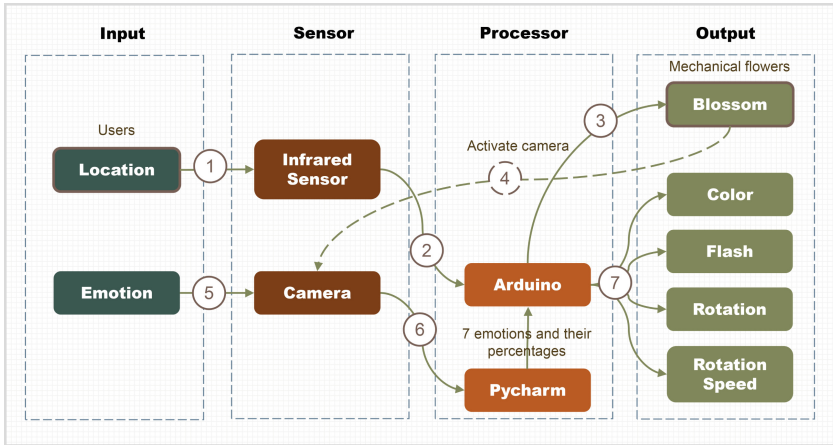 Input
Sensor
Processor
Output
Mechanical flowers
Users
Location
1
Infrared
Sensor
2
Activate camera
4
3
Blossom
Color
Flash
Rotation
Rotation
Speed
Emotion
5
Camera
6
Arduino
7
7 emotions and their
percentages
Pycharm